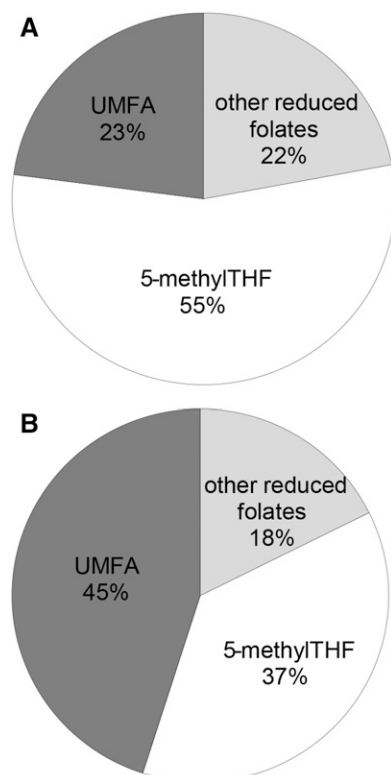 A
UMFA
23%
other reduced
folates
22%
5-methylTHF
55%
B
UMFA
45%
other reduced
folates
18%
5-methylTHF
37%